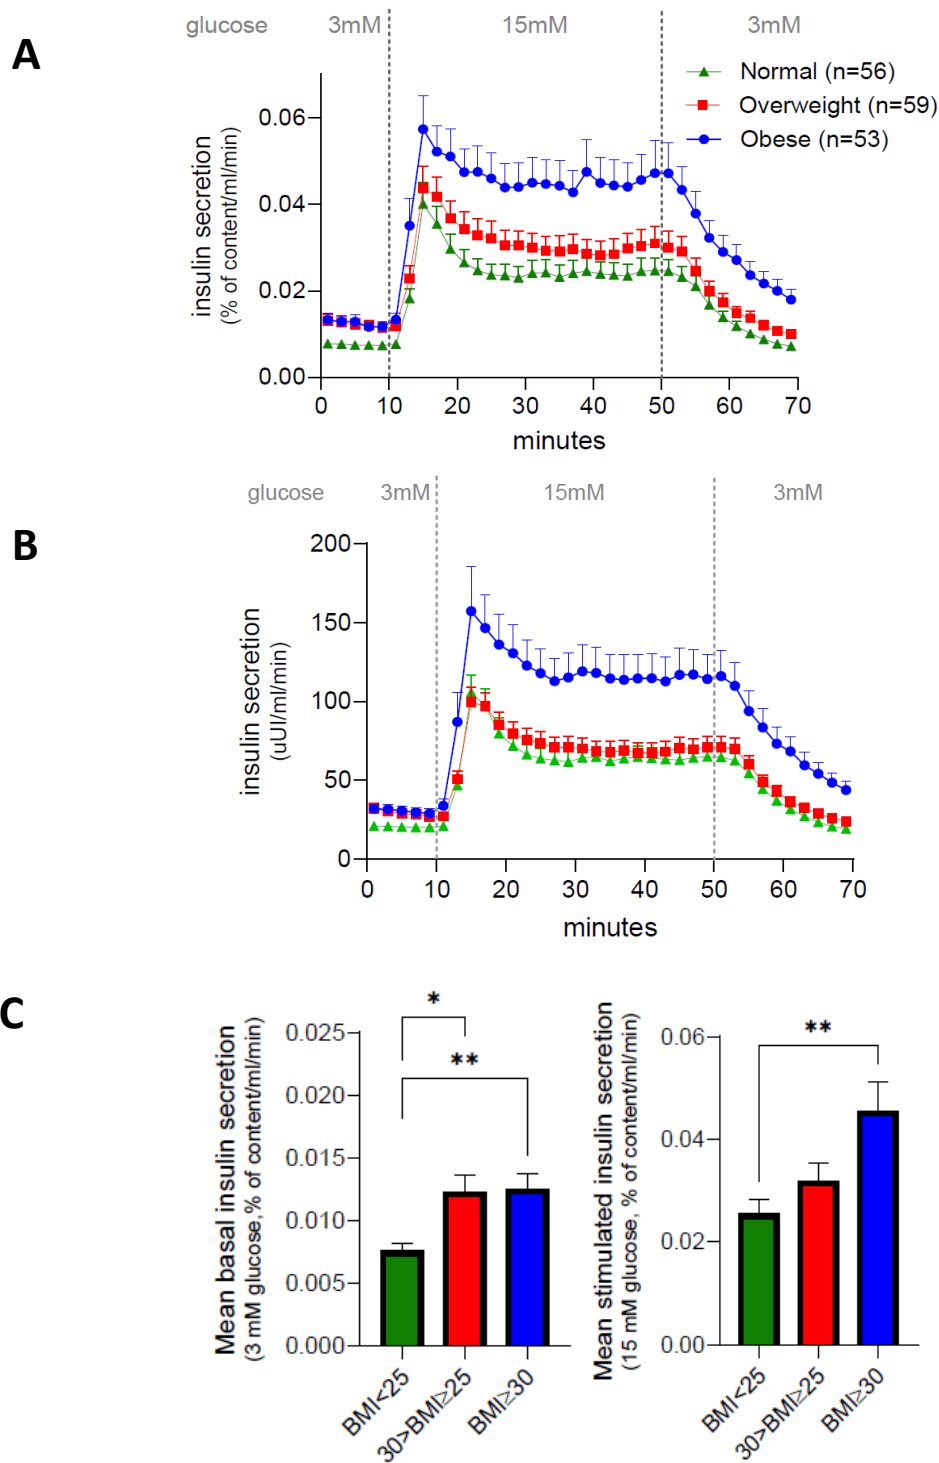 A
glucose 3mM 15mM 3mM
Normal (n=56)
Overweight (n=59)
Obese (n=53)
insulin secretion
(% of content/ml/min)
0.06
0.04
0.02
0.00
0 10 20 30 40 50 60 70
minutes
B
glucose 3mM 15mM 3mM
insulin secretion
(uUI/ml/min)
200
150
100
50
0
0 10 20 30 40 50 60 70
minutes
C
Mean basal insulin secretion
(3 mM glucose, % of content/ml/min)
0.025
0.020
0.015
0.010
0.005
0.000
*
**
BMI<25
30>BMI≥25
BMI≥30
Mean stimulated insulin secretion
(15 mM glucose, % of content/ml/min)
0.06
0.04
0.02
0.00
**
BMI<25
30>BMI≥25
BMI≥30